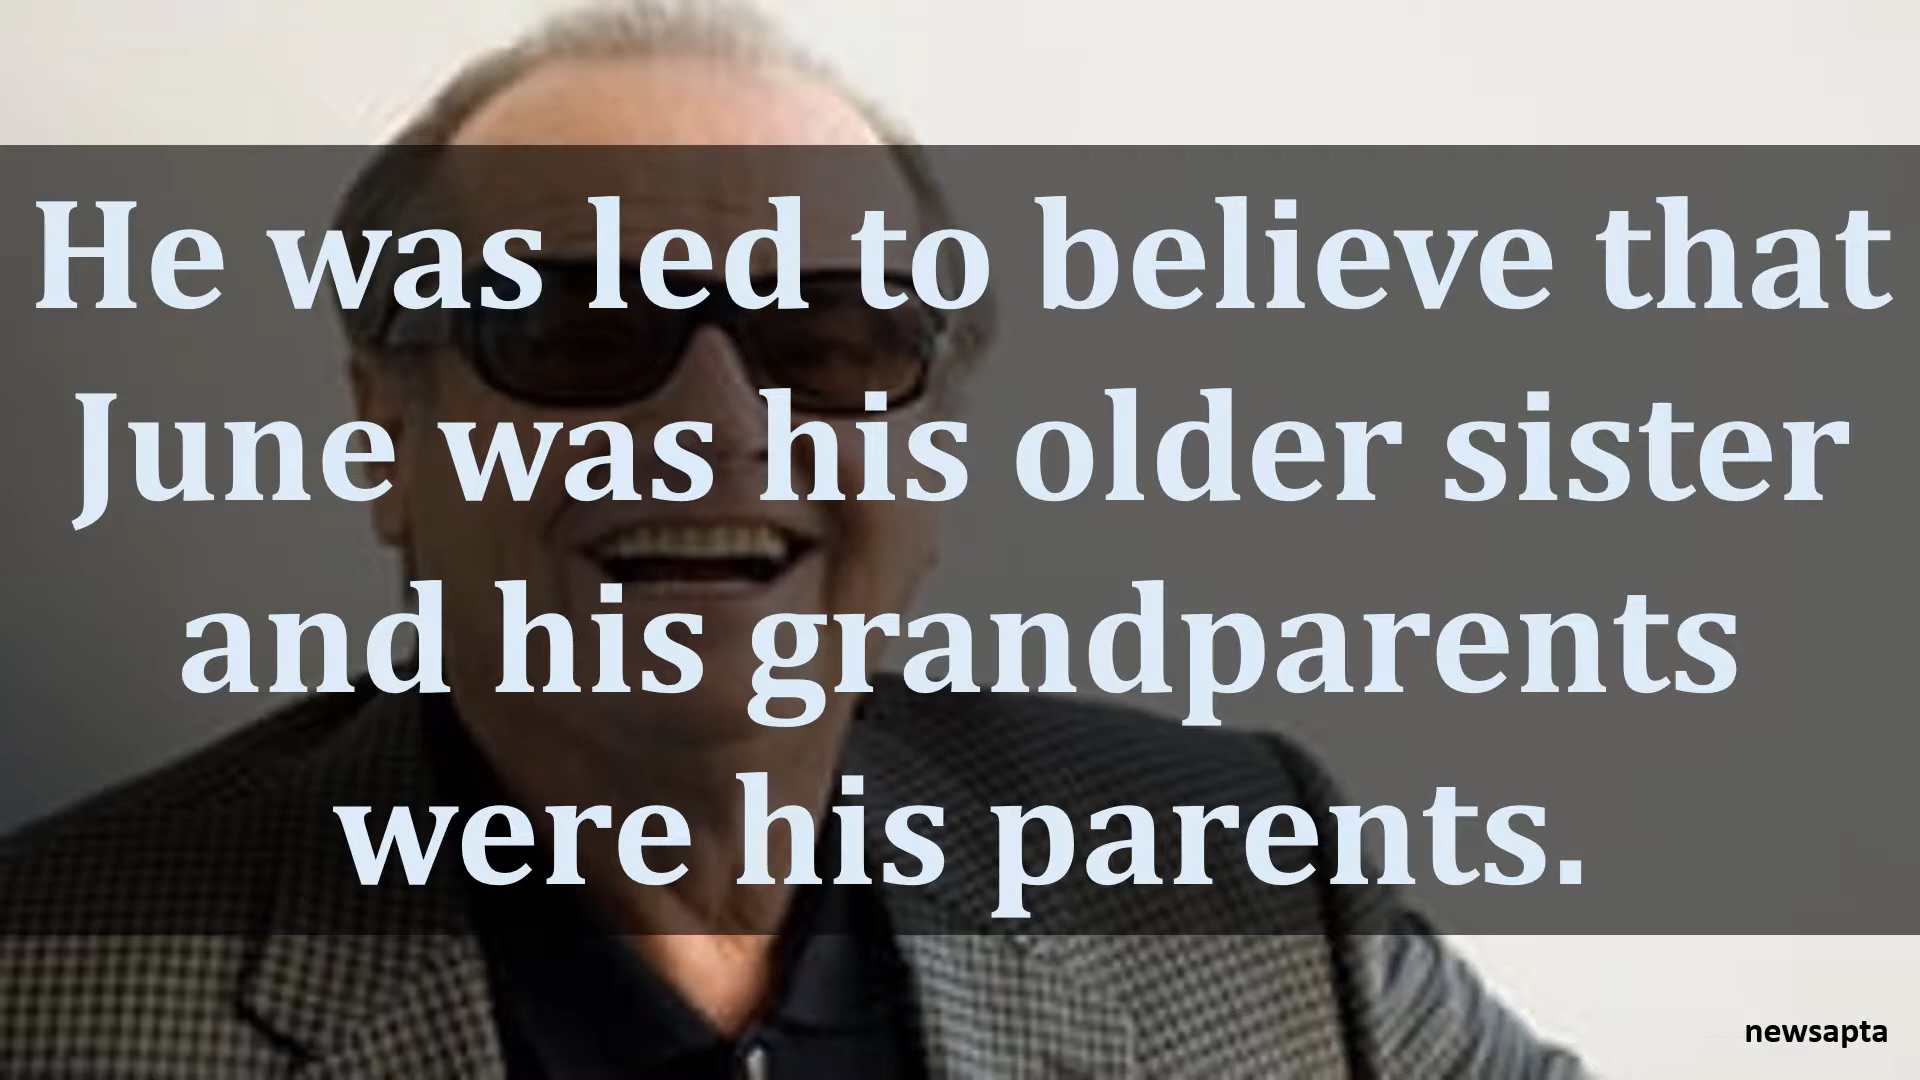 He was led to believe that
June was his older sister
and his grandparents
were his parents.
newsapta